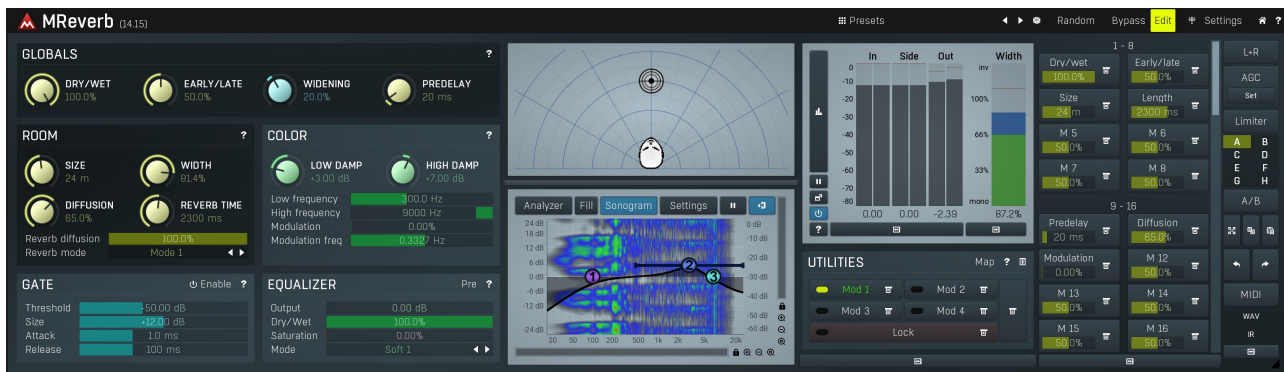 MReverb (14.15) Presets Random Bypass Edit Settings ?
GLOBALS ?
DRY/WET 100.0%
EARLY/LATE 50.0%
WIDENING 20.0%
PREDELAY 20 ms
ROOM ?
SIZE 24 m
WIDTH 81.4%
DIFFUSION 65.0%
REVERB TIME 2300 ms
Reverb diffusion 100.0%
Reverb mode Mode 1
COLOR ?
LOW DAMP +3.00 dB
HIGH DAMP +7.00 dB
Low frequency 300.0 Hz
High frequency 9000 Hz
Modulation 0.00%
Modulation freq 0.3327 Hz
GATE Enable ?
Threshold -50.00 dB
Size +12.00 dB
Attack 1.0 ms
Release 100 ms
EQUALIZER Pre ?
Output 0.00 dB
Dry/Wet 100.0%
Saturation 0.00%
Mode Soft 1
Analyzer Fill Sonogram Settings
24 dB 0 dB
18 dB
12 dB -10 dB
6 dB -20 dB
0 dB -30 dB
-6 dB
-12 dB -40 dB
-50 dB
-24 dB -60 dB
1 2 3
20 50 100 200 500 1k 2k 5k 20k
In Side Out Width
0 inv
-10
-20 100%
-30
-40 66%
-50
-60 33%
-70
-80 mono
0.00 0.00 -2.39 87.2%
?
UTILITIES Map ?
Mod 1 Mod 2
Mod 3 Mod 4
Lock
1 - 8
Dry/wet Early/late
100.0% 50.0%
Size Length
24 m 2300 ms
M 5 M 6
50.0% 50.0%
M 7 M 8
50.0% 50.0%
9 - 16
Predelay Diffusion
20 ms 65.0%
Modulation M 12
0.00% 50.0%
M 13 M 14
50.0% 50.0%
M 15 M 16
50.0% 50.0%
L+R
AGC
Set
Limiter
A B
C D
E F
G H
A/B
MIDI
WAV
IR